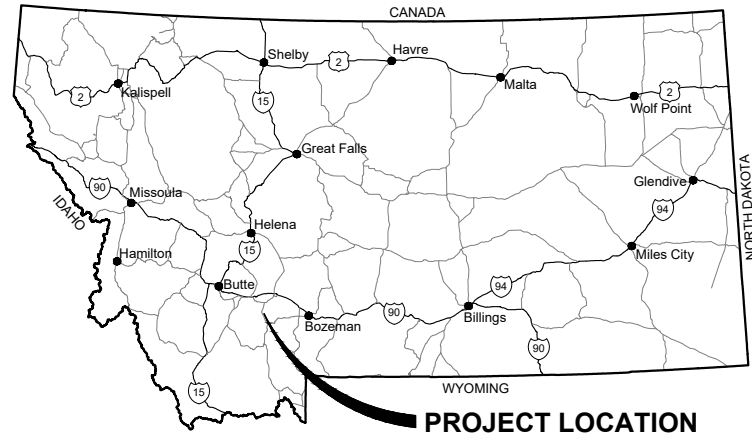 CANADA
Shelby
Havre
2
Kalispell
2
15
Malta
2
Wolf Point
Great Falls
90
Missoula
Glendive
IDAHO
94
NORTH DAKOTA
Helena
15
Hamilton
Miles City
Butte
94
90
Billings
Bozeman
90
15
WYOMING
PROJECT LOCATION